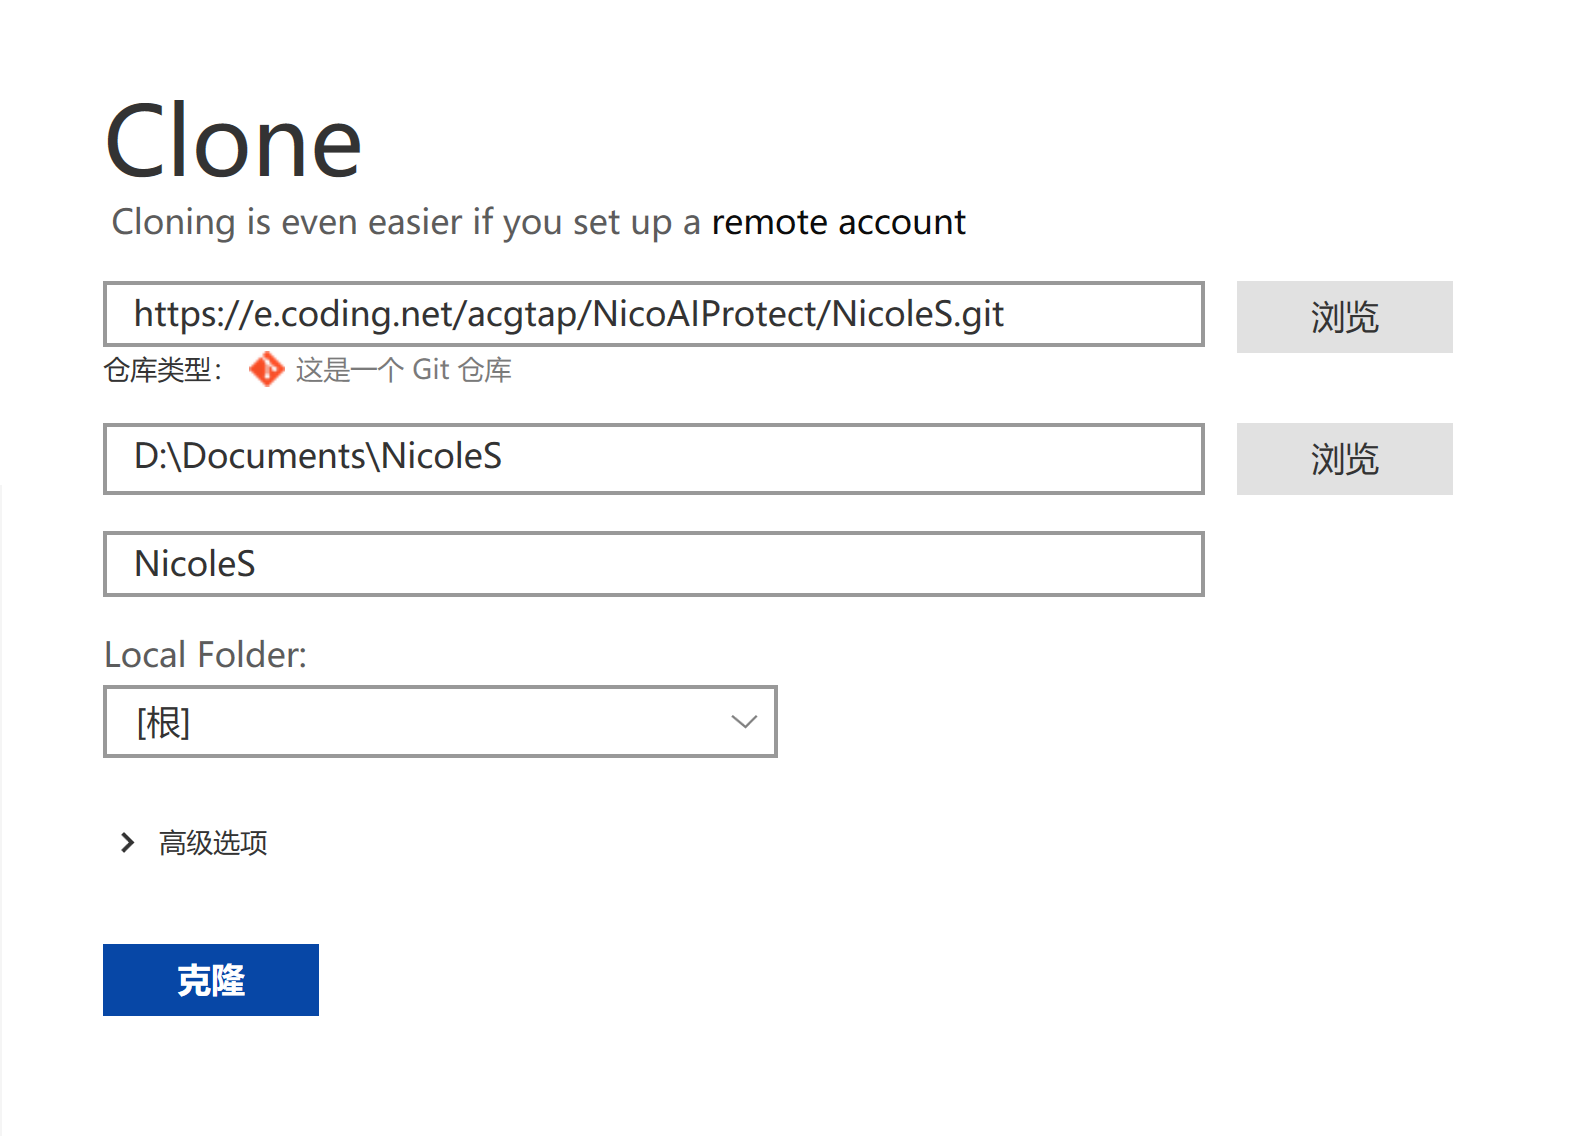 Clone
Cloning is even easier if you set up a remote account
https://e.coding.net/acgtap/NicoAIProtect/NicoleS.git
浏览
仓库类型： 这是一个 Git 仓库
D:\Documents\NicoleS
浏览
NicoleS
Local Folder:
[根]
高级选项
克隆